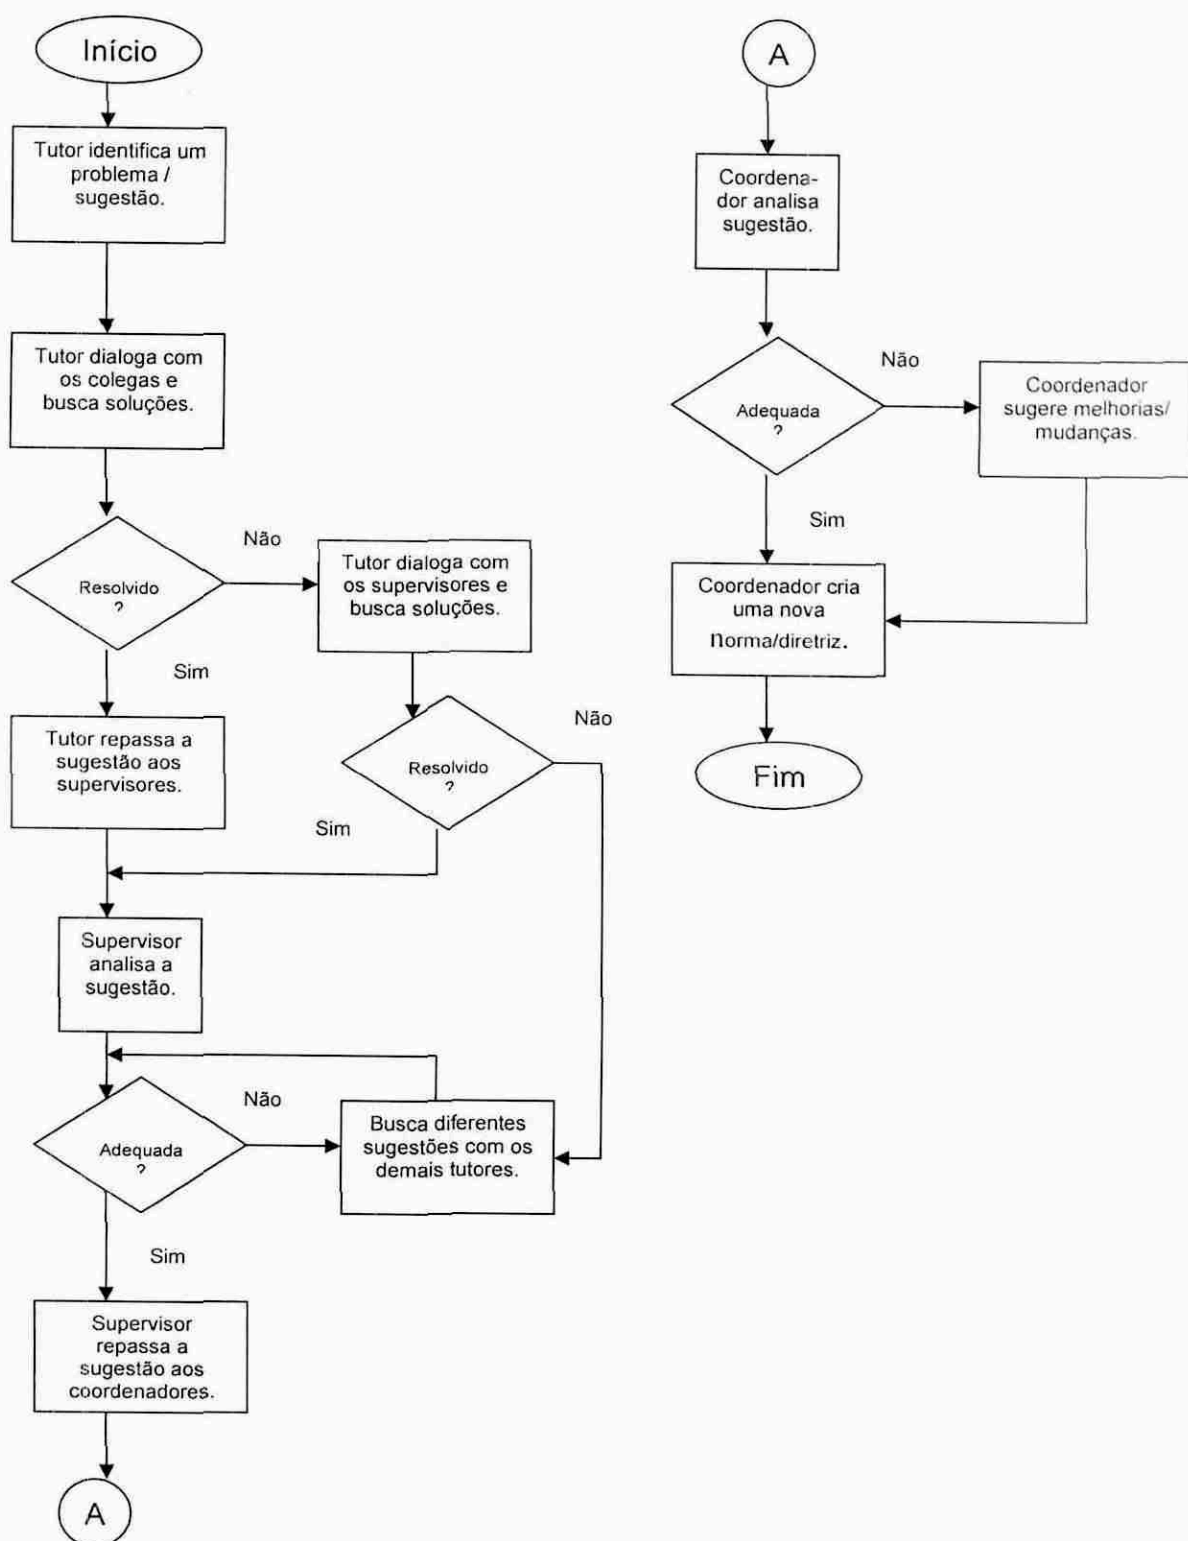 Início
Tutor identifica um
problema /
sugestão.
Tutor dialoga com
os colegas e
busca soluções.
Resolvido
?
Não
Sim
Tutor dialoga com
os supervisores e
busca soluções.
Tutor repassa a
sugestão aos
supervisores.
Resolvido
?
Não
Sim
Supervisor
analisa a
sugestão.
Adequada
?
Não
Sim
Busca diferentes
sugestões com os
demais tutores.
Supervisor
repassa a
sugestão aos
coordenadores.
A
A
Coordena-
dor analisa
sugestão.
Adequada
?
Não
Sim
Coordenador
sugere melhorias/
mudanças.
Coordenador cria
uma nova
norma/diretriz.
Fim